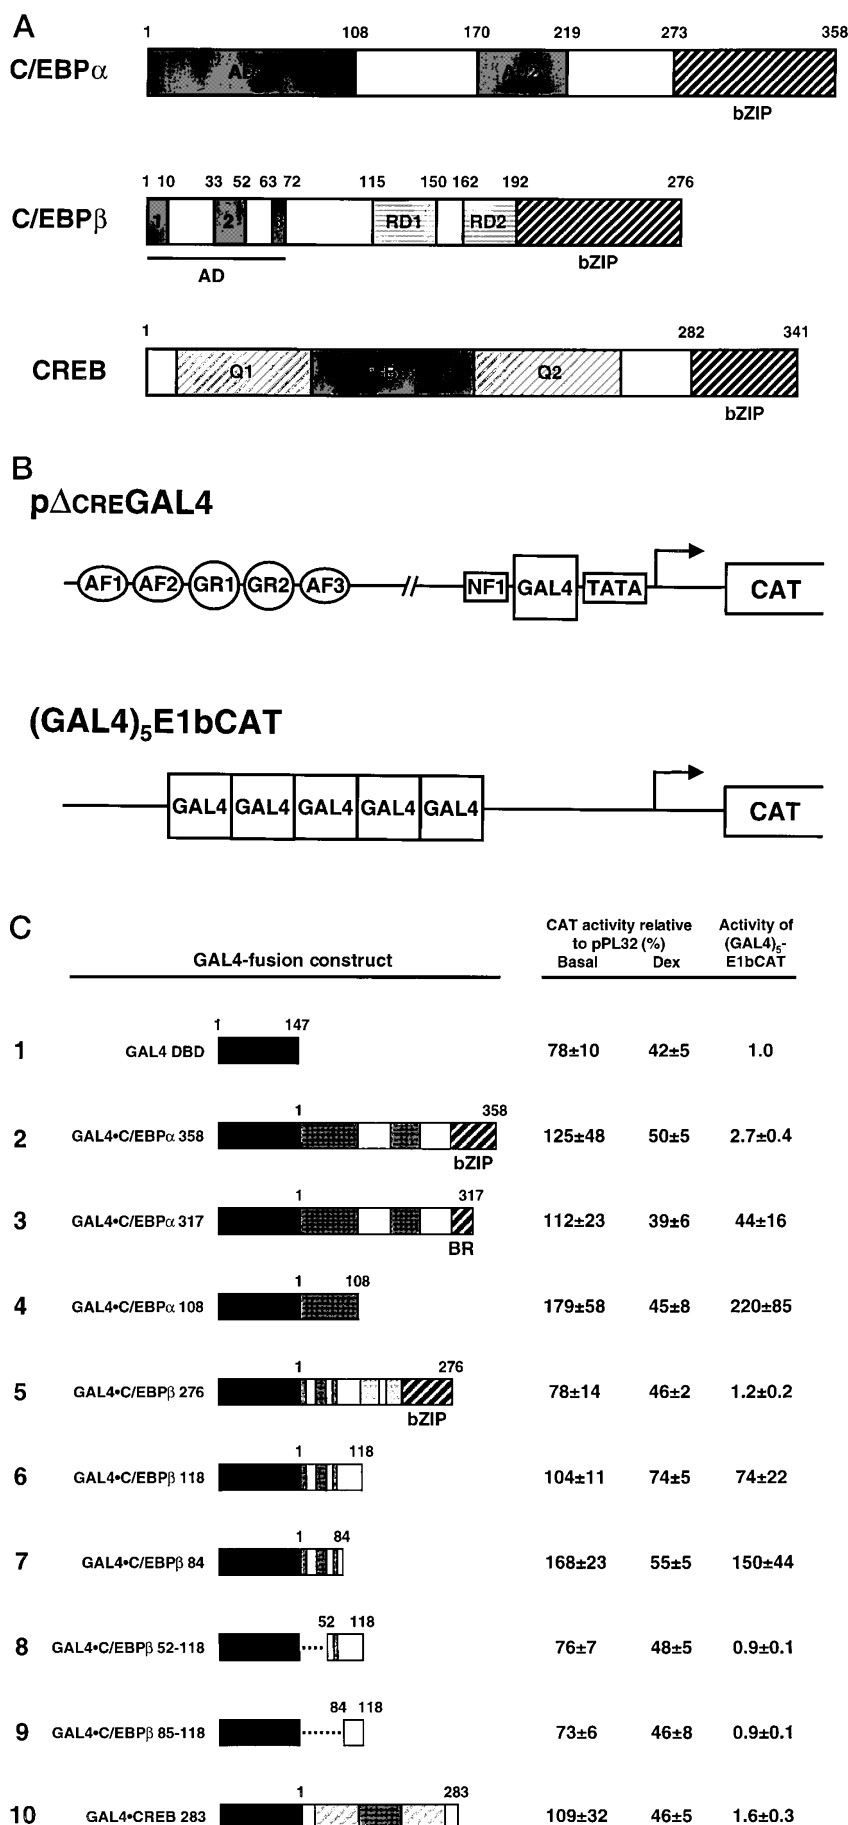 A
1 108 170 219 273 358
C/EBPα
bZIP
1 10 33 52 63 72 115 150 162 192 276
C/EBPβ
1 2 RD1 RD2
AD
bZIP
1 282 341
CREB
Q1 Q2
bZIP
B
pΔCREGAL4
AF1 AF2 GR1 GR2 AF3 // NF1 GAL4 TATA CAT
(GAL4)5E1bCAT
GAL4 GAL4 GAL4 GAL4 GAL4 CAT
C
GAL4-fusion construct
CAT activity relative to pPL32 (%)
Basal Dex
Activity of (GAL4)5-E1bCAT
1 147
1 GAL4 DBD 78±10 42±5 1.0
1 358
2 GAL4•C/EBPα 358 125±48 50±5 2.7±0.4
bZIP
1 317
3 GAL4•C/EBPα 317 112±23 39±6 44±16
BR
1 108
4 GAL4•C/EBPα 108 179±58 45±8 220±85
1 276
5 GAL4•C/EBPβ 276 78±14 46±2 1.2±0.2
bZIP
1 118
6 GAL4•C/EBPβ 118 104±11 74±5 74±22
1 84
7 GAL4•C/EBPβ 84 168±23 55±5 150±44
52 118
8 GAL4•C/EBPβ 52-118 76±7 48±5 0.9±0.1
84 118
9 GAL4•C/EBPβ 85-118 73±6 46±8 0.9±0.1
1 283
10 GAL4•CREB 283 109±32 46±5 1.6±0.3